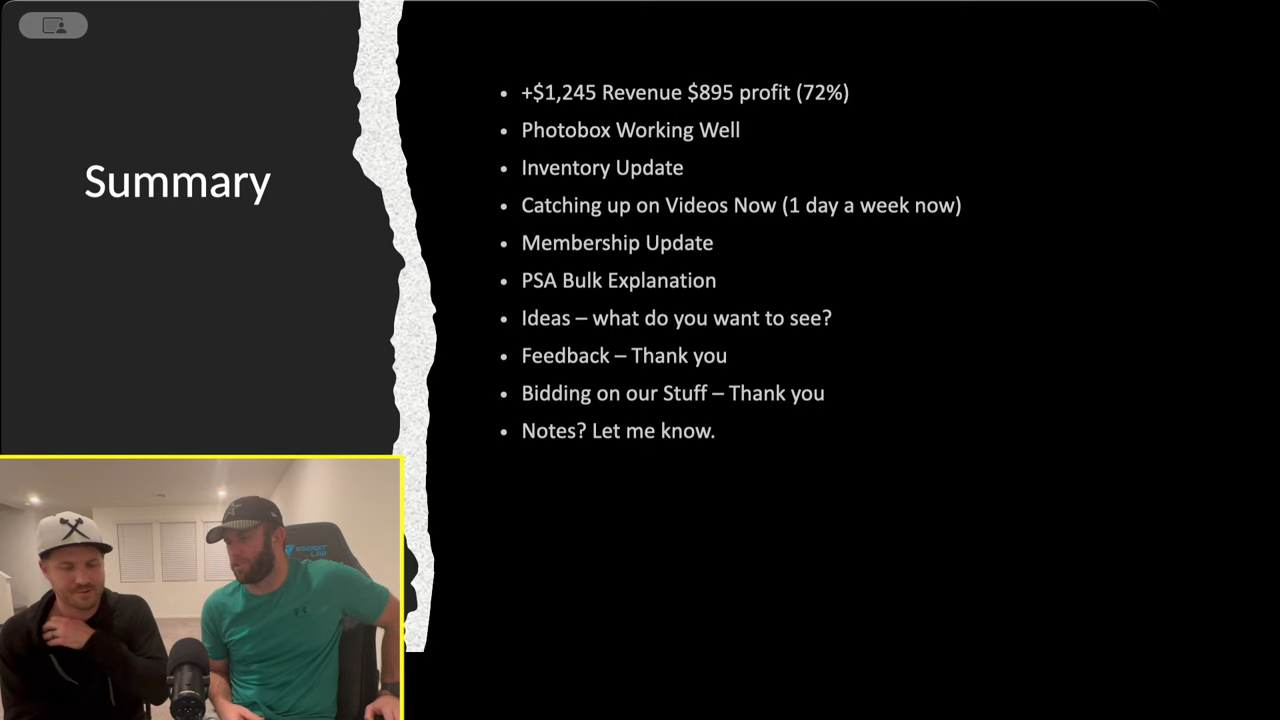 Summary
+$1,245 Revenue $895 profit (72%)
Photobox Working Well
Inventory Update
Catching up on Videos Now (1 day a week now)
Membership Update
PSA Bulk Explanation
Ideas – what do you want to see?
Feedback – Thank you
Bidding on our Stuff – Thank you
Notes? Let me know.
SECRET
LAB